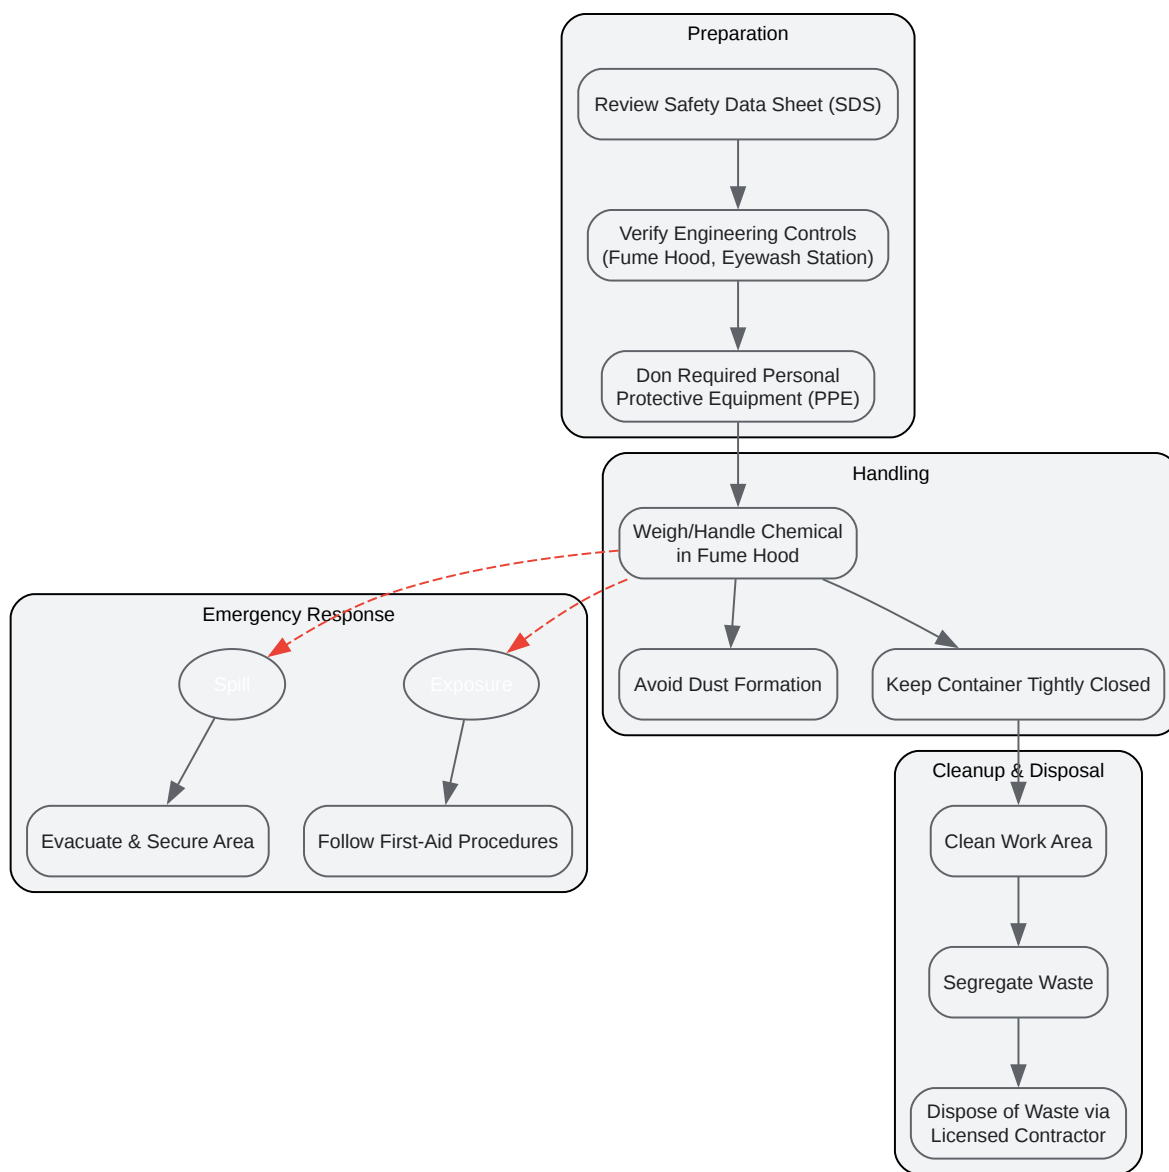 Preparation
Review Safety Data Sheet (SDS)
Verify Engineering Controls
(Fume Hood, Eyewash Station)
Don Required Personal
Protective Equipment (PPE)
Handling
Weigh/Handle Chemical
in Fume Hood
Avoid Dust Formation
Keep Container Tightly Closed
Emergency Response
Spill
Exposure
Evacuate & Secure Area
Follow First-Aid Procedures
Cleanup & Disposal
Clean Work Area
Segregate Waste
Dispose of Waste via
Licensed Contractor